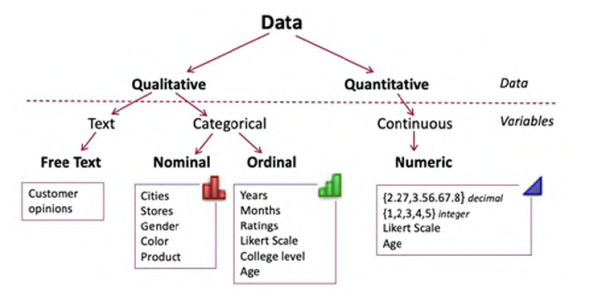 Data
Qualitative
Quantitative
Data
Text
Categorical
Continuous
Variables
Free Text
Nominal
Ordinal
Numeric
Customer
opinions
Cities
Stores
Gender
Color
Product
Years
Months
Ratings
Likert Scale
College level
Age
{2.27,3.56.67.8} decimal
{1,2,3,4,5} integer
Likert Scale
Age